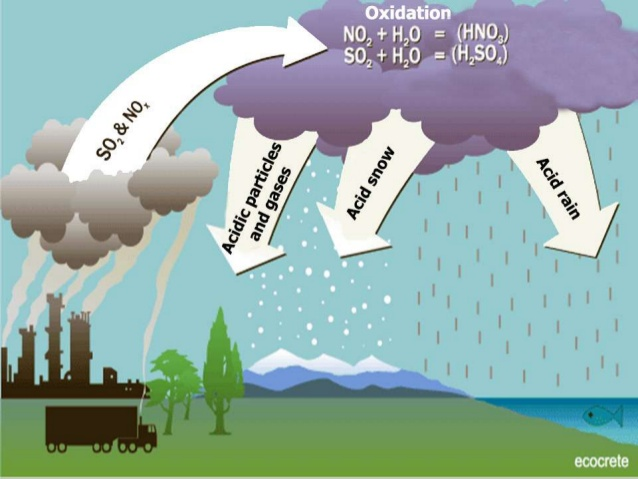 Oxidation
NO₂ + H₂O = (HNO₃)
SO₂ + H₂O = (H₂SO₄)
SO₂ & NOₓ
Acidic particles
and gases
Acid snow
Acid rain
ecocrete